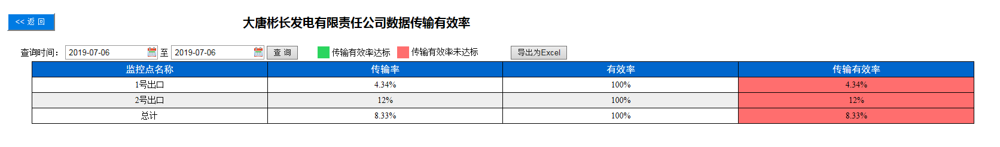 << 返 回
大唐彬长发电有限责任公司数据传输有效率
查询时间： 2019-07-06 至 2019-07-06 查 询 传输有效率达标 传输有效率未达标 导出为Excel
监控点名称 传输率 有效率 传输有效率
1号出口 4.34% 100% 4.34%
2号出口 12% 100% 12%
总计 8.33% 100% 8.33%